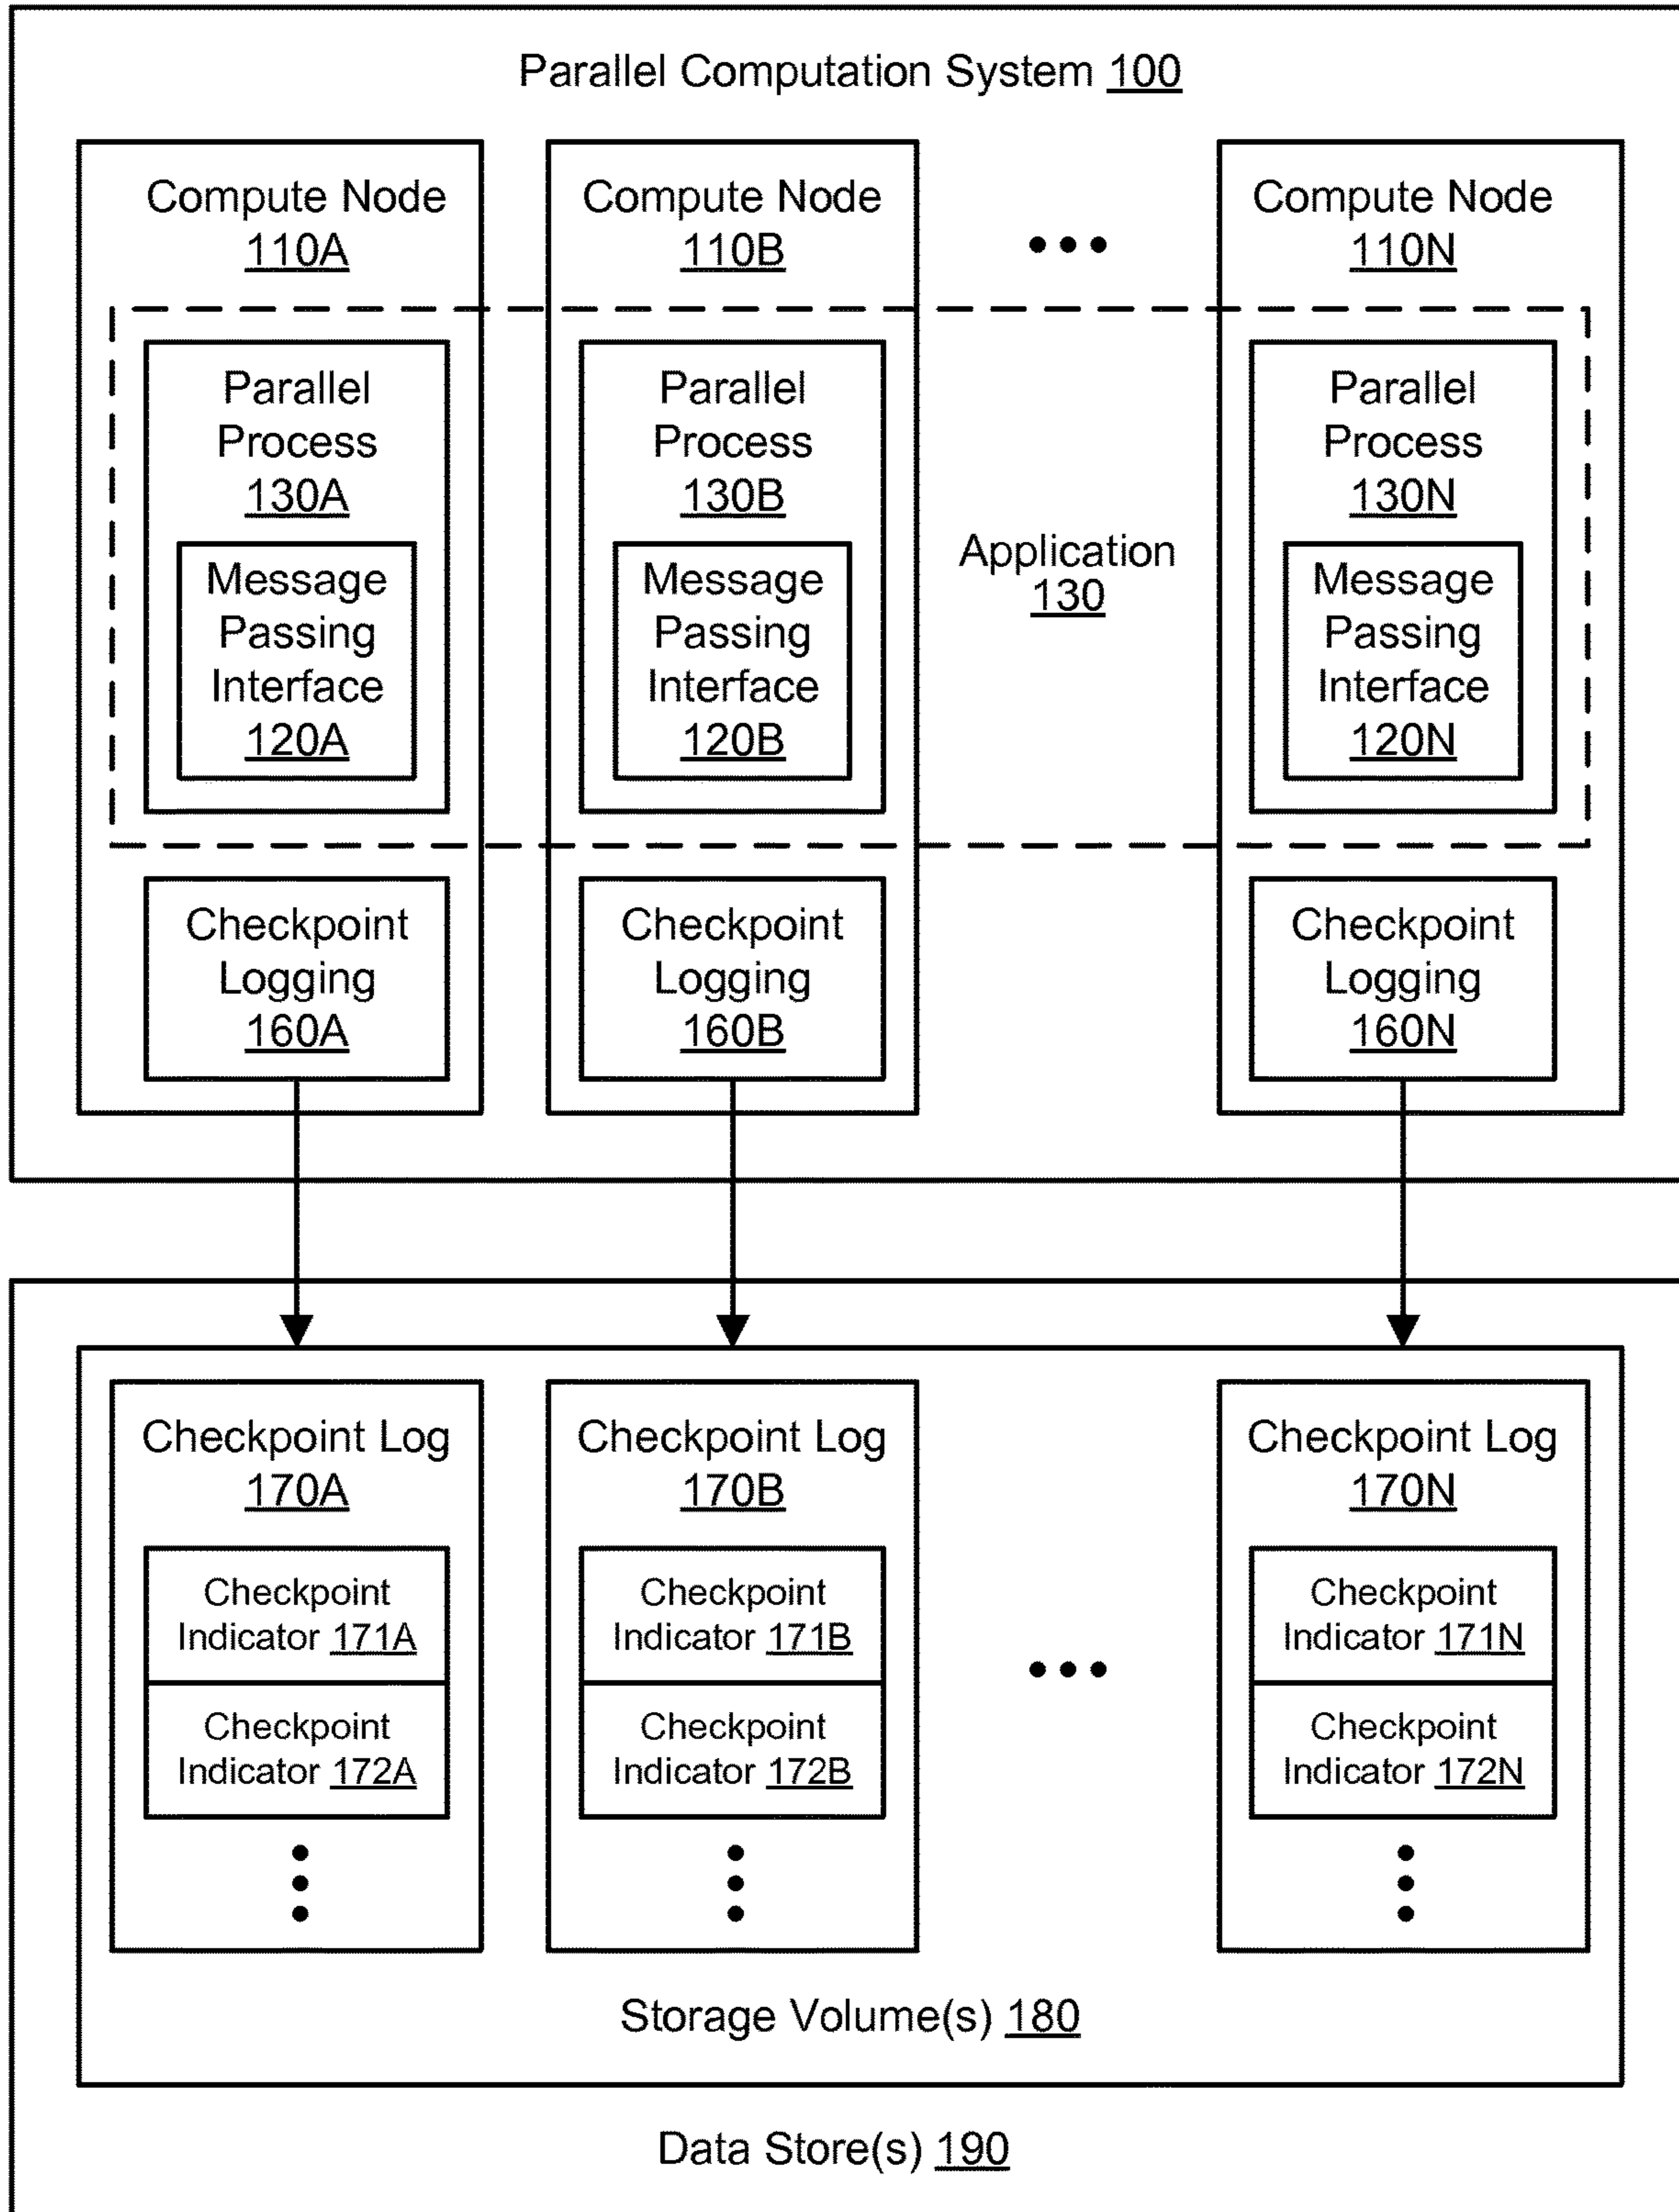 Parallel Computation System 100
Compute Node
110A
Parallel
Process
130A
Message
Passing
Interface
120A
Checkpoint
Logging
160A
Compute Node
110B
Parallel
Process
130B
Message
Passing
Interface
120B
Checkpoint
Logging
160B
•••
Application
130
Compute Node
110N
Parallel
Process
130N
Message
Passing
Interface
120N
Checkpoint
Logging
160N
Checkpoint Log
170A
Checkpoint
Indicator 171A
Checkpoint
Indicator 172A
Checkpoint Log
170B
Checkpoint
Indicator 171B
Checkpoint
Indicator 172B
•••
Checkpoint Log
170N
Checkpoint
Indicator 171N
Checkpoint
Indicator 172N
Storage Volume(s) 180
Data Store(s) 190